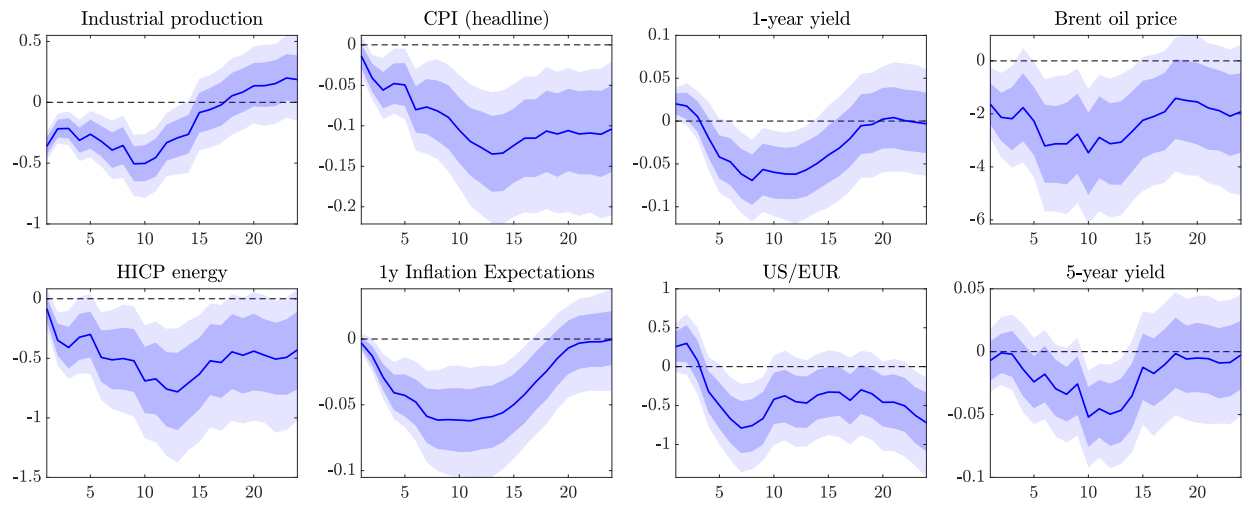 Industrial production
0.5
0
-0.5
-1
5 10 15 20
CPI (headline)
0
-0.05
-0.1
-0.15
-0.2
5 10 15 20
1-year yield
0.1
0.05
0
-0.05
-0.1
5 10 15 20
Brent oil price
0
-2
-4
-6
5 10 15 20
HICP energy
0
-0.5
-1
-1.5
5 10 15 20
1y Inflation Expectations
0
-0.05
-0.1
5 10 15 20
US/EUR
1
0.5
0
-0.5
-1
5 10 15 20
5-year yield
0.05
0
-0.05
-0.1
5 10 15 20